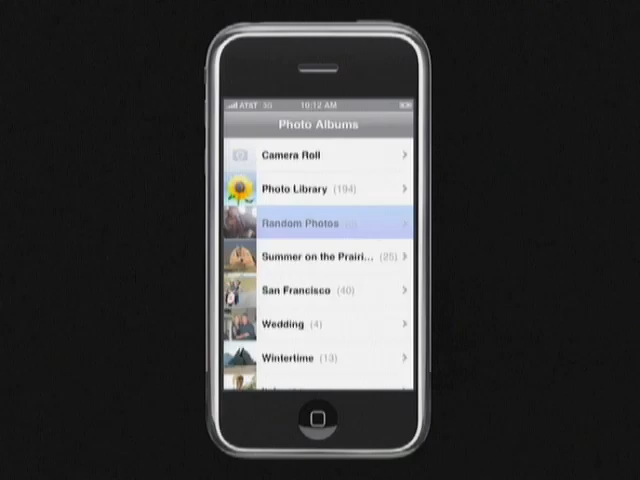 AT&T 3G 10:12 AM
Photo Albums
Camera Roll
Photo Library (194)
Random Photos
Summer on the Prairi... (25)
San Francisco (40)
Wedding (4)
Wintertime (13)